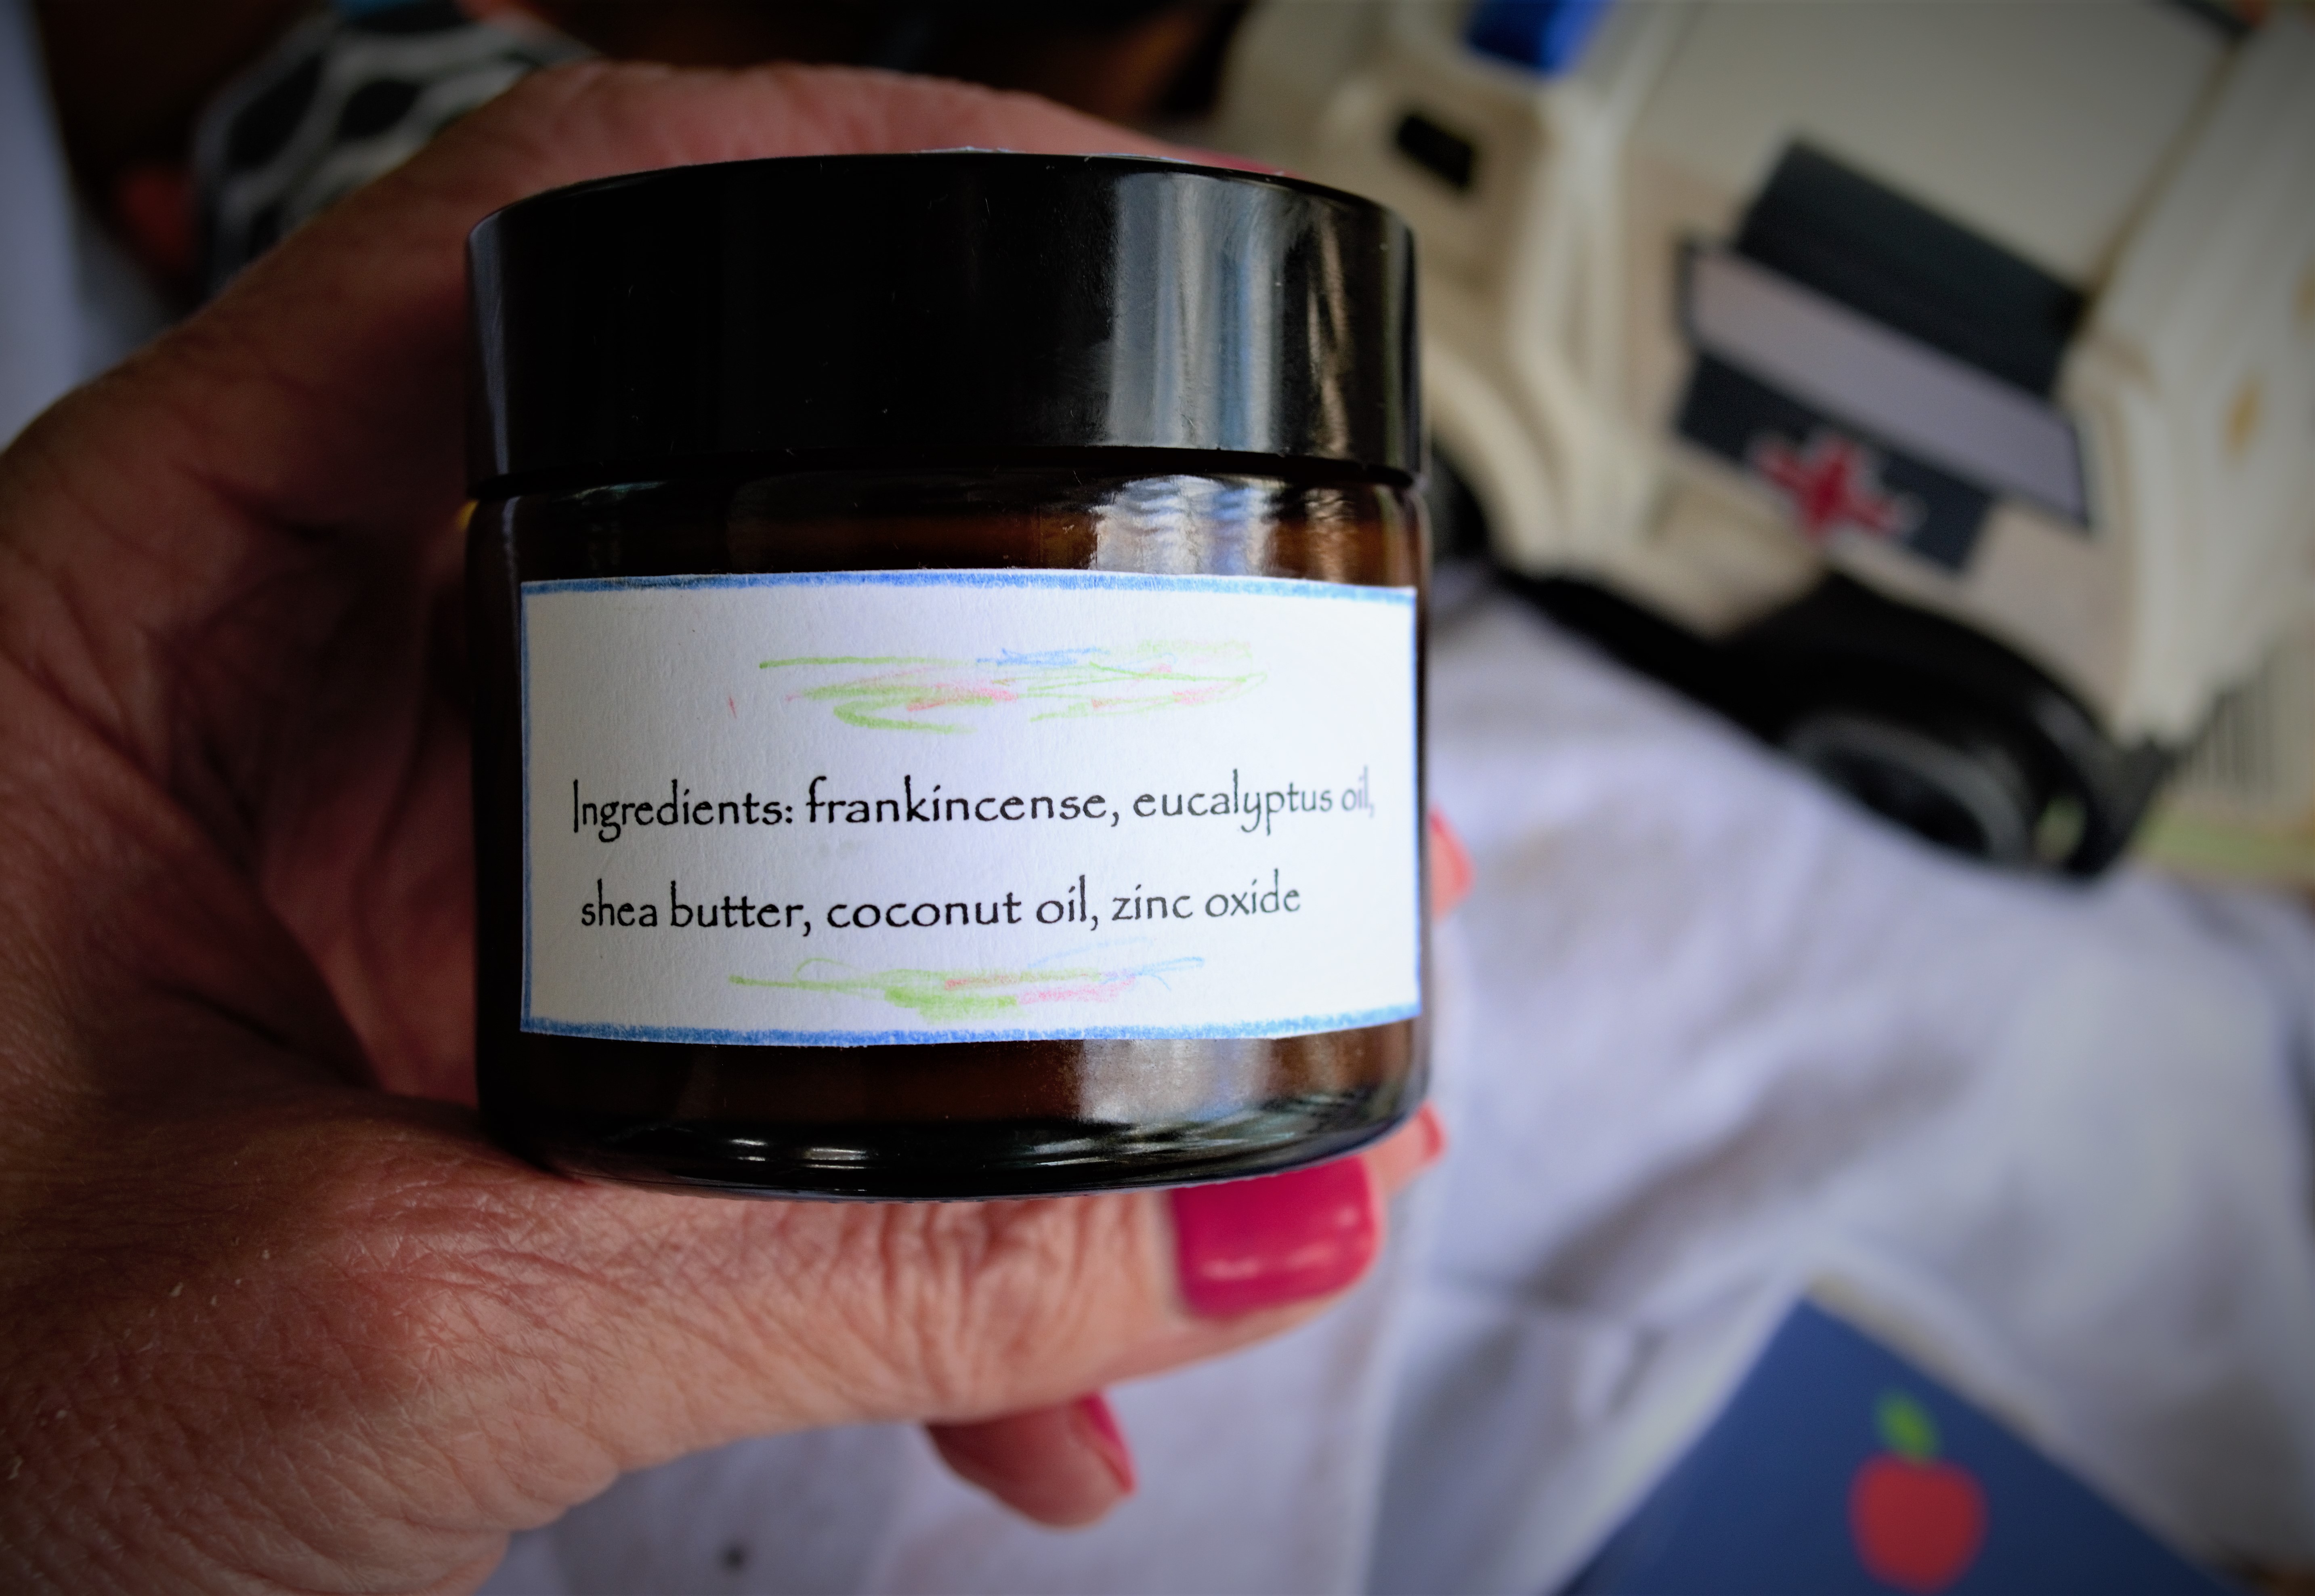 Ingredients: frankincense, eucalyptus oil,
shea butter, coconut oil, zinc oxide